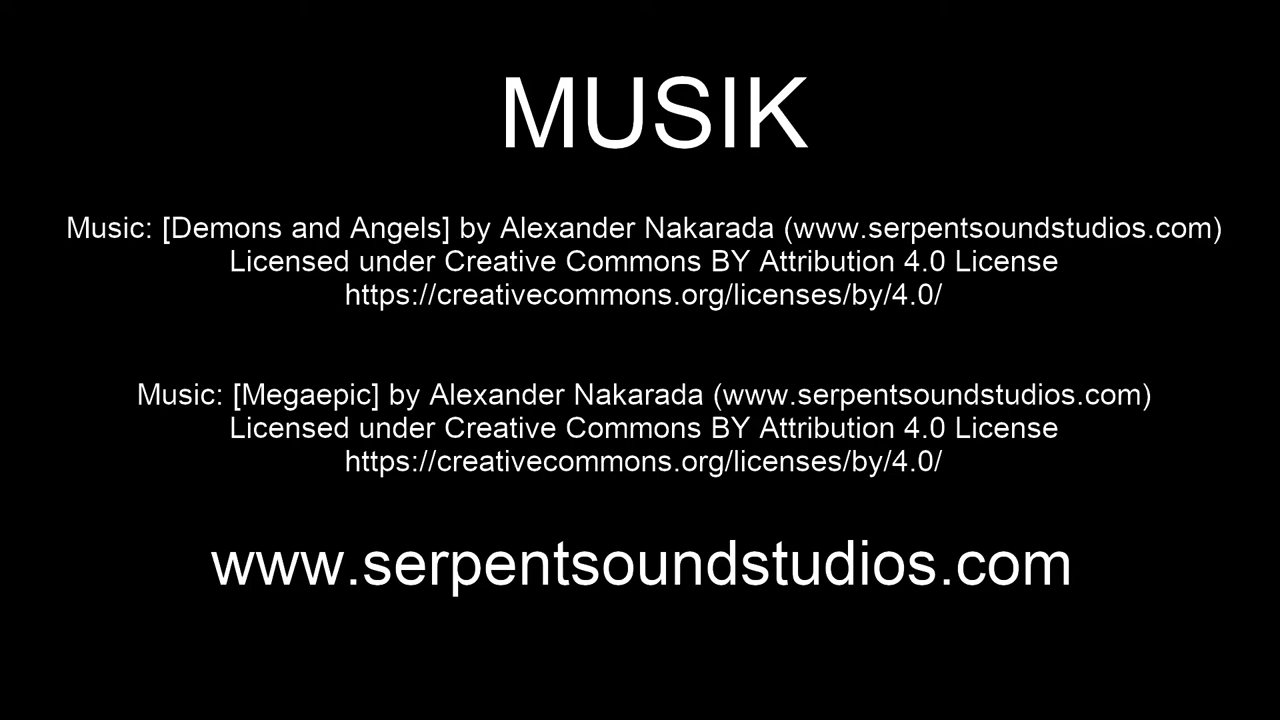 MUSIK
Music: [Demons and Angels] by Alexander Nakarada (www.serpentsoundstudios.com)
Licensed under Creative Commons BY Attribution 4.0 License
https://creativecommons.org/licenses/by/4.0/
Music: [Megaepic] by Alexander Nakarada (www.serpentsoundstudios.com)
Licensed under Creative Commons BY Attribution 4.0 License
https://creativecommons.org/licenses/by/4.0/
www.serpentsoundstudios.com